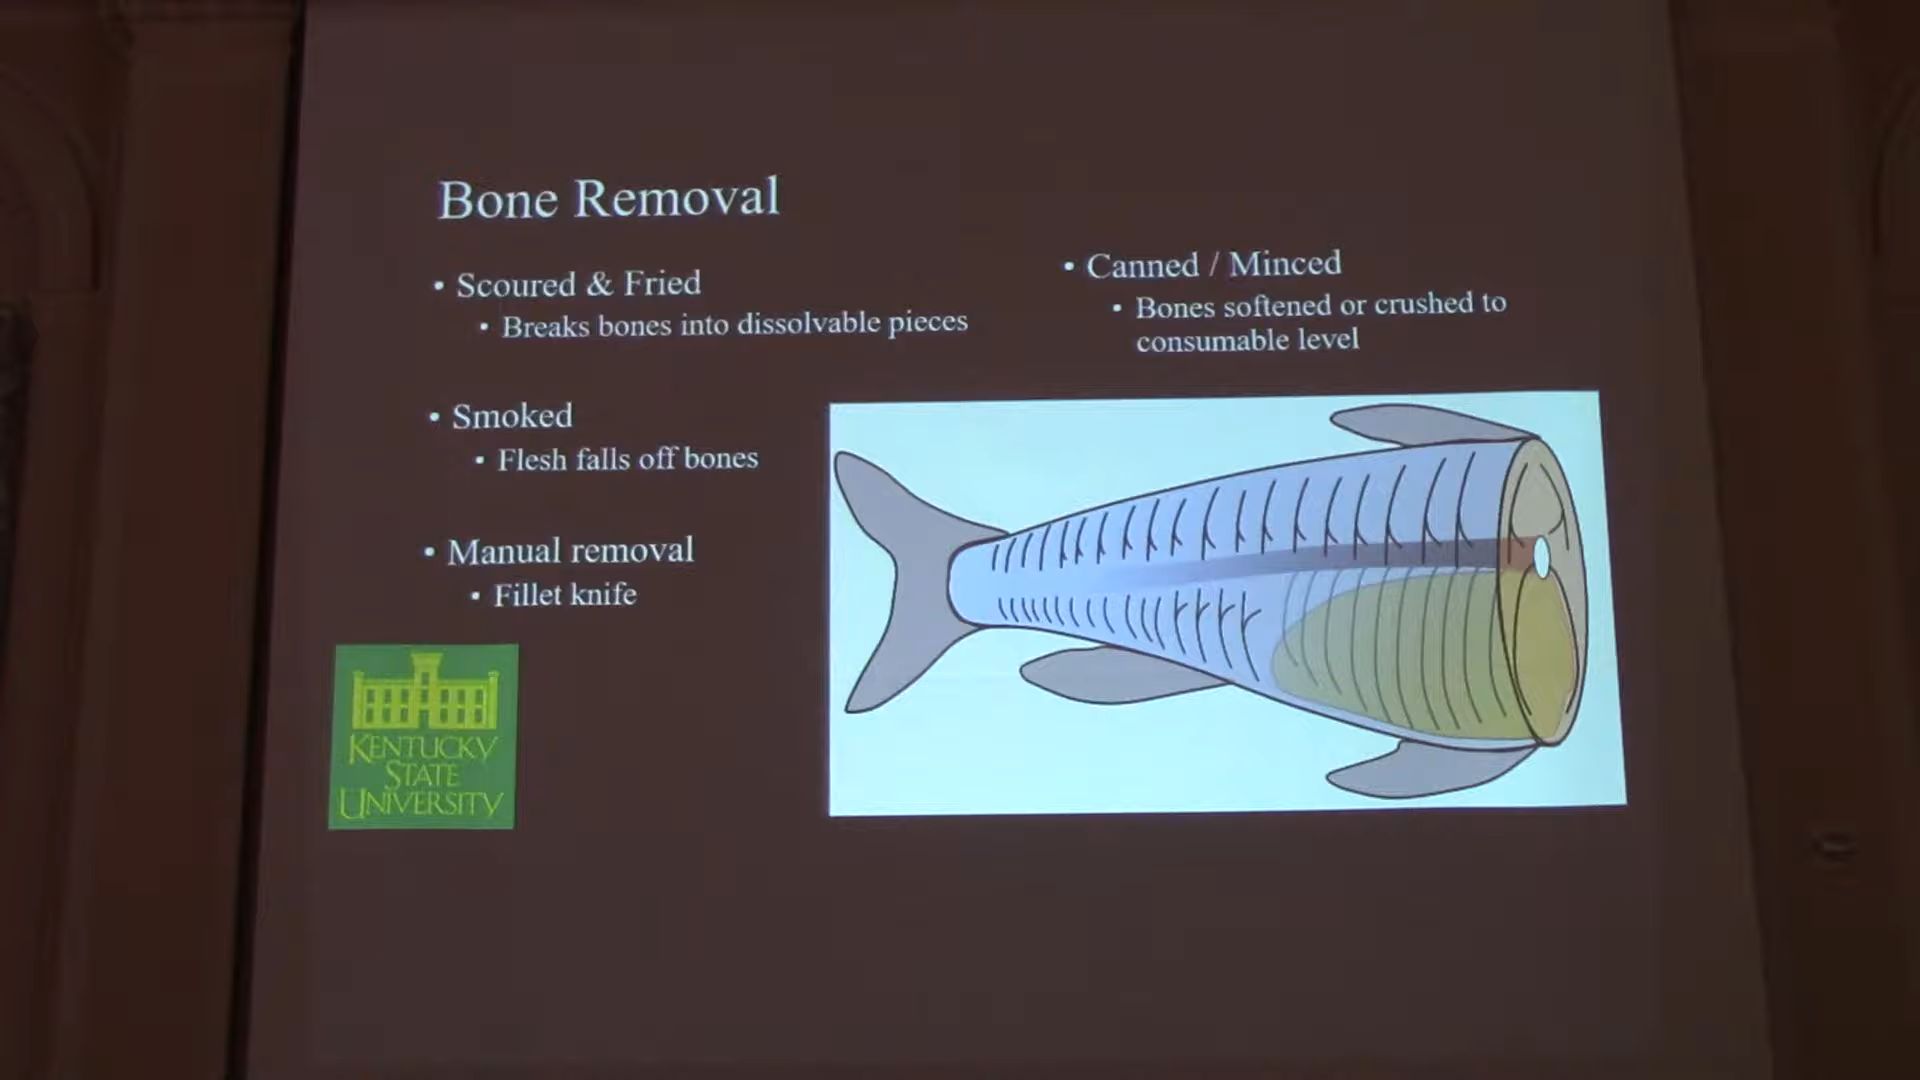 Bone Removal
• Scoured & Fried
• Breaks bones into dissolvable pieces
• Smoked
• Flesh falls off bones
• Manual removal
• Fillet knife
• Canned / Minced
• Bones softened or crushed to
consumable level
KENTUCKY
STATE
UNIVERSITY